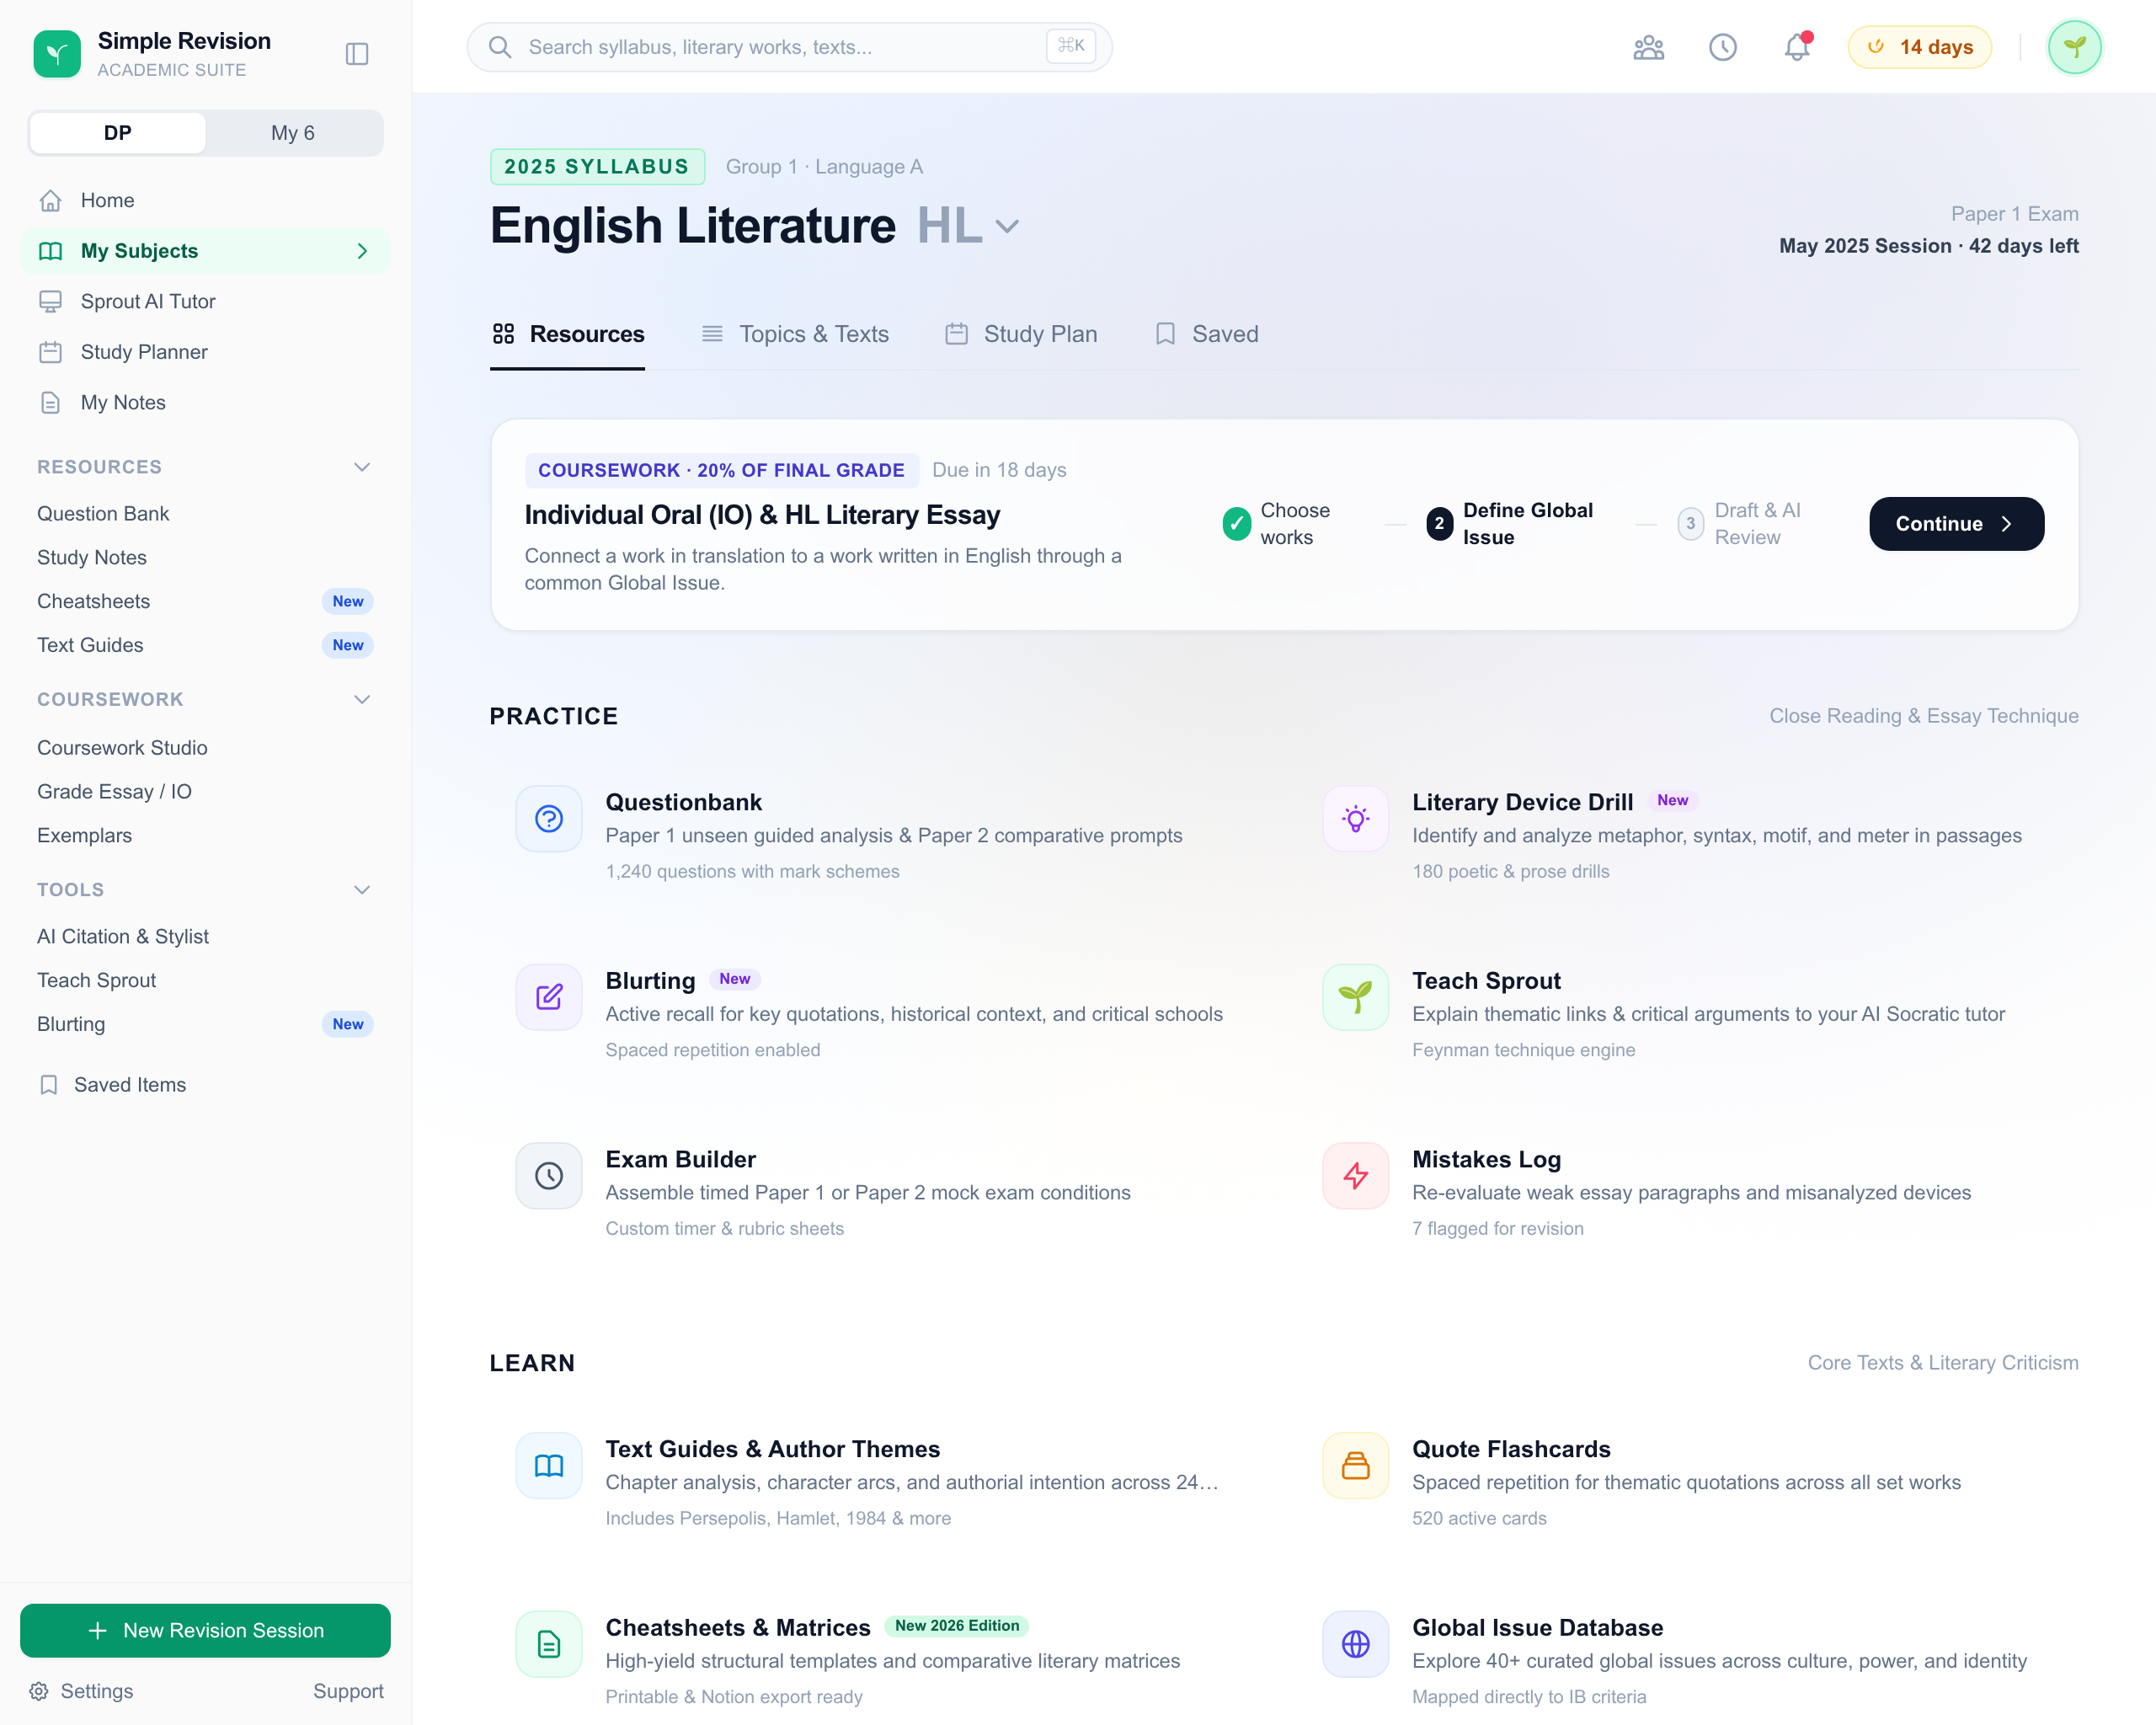 Simple Revision
ACADEMIC SUITE
DP
My 6
Home
My Subjects
Sprout AI Tutor
Study Planner
My Notes
RESOURCES
Question Bank
Study Notes
Cheatsheets New
Text Guides New
COURSEWORK
Coursework Studio
Grade Essay / IO
Exemplars
TOOLS
AI Citation & Stylist
Teach Sprout
Blurting New
Saved Items
New Revision Session
Settings
Support
Search syllabus, literary works, texts...
⌘K
14 days
2025 SYLLABUS
Group 1 · Language A
English Literature HL
Paper 1 Exam
May 2025 Session · 42 days left
Resources
Topics & Texts
Study Plan
Saved
COURSEWORK · 20% OF FINAL GRADE
Due in 18 days
Individual Oral (IO) & HL Literary Essay
Connect a work in translation to a work written in English through a
common Global Issue.
✓
Choose
works
2
Define Global
Issue
3
Draft & AI
Review
Continue
PRACTICE
Close Reading & Essay Technique
Questionbank
Paper 1 unseen guided analysis & Paper 2 comparative prompts
1,240 questions with mark schemes
Literary Device Drill New
Identify and analyze metaphor, syntax, motif, and meter in passages
180 poetic & prose drills
Blurting New
Active recall for key quotations, historical context, and critical schools
Spaced repetition enabled
Teach Sprout
Explain thematic links & critical arguments to your AI Socratic tutor
Feynman technique engine
Exam Builder
Assemble timed Paper 1 or Paper 2 mock exam conditions
Custom timer & rubric sheets
Mistakes Log
Re-evaluate weak essay paragraphs and misanalyzed devices
7 flagged for revision
LEARN
Core Texts & Literary Criticism
Text Guides & Author Themes
Chapter analysis, character arcs, and authorial intention across 24…
Includes Persepolis, Hamlet, 1984 & more
Quote Flashcards
Spaced repetition for thematic quotations across all set works
520 active cards
Cheatsheets & Matrices New 2026 Edition
High-yield structural templates and comparative literary matrices
Printable & Notion export ready
Global Issue Database
Explore 40+ curated global issues across culture, power, and identity
Mapped directly to IB criteria